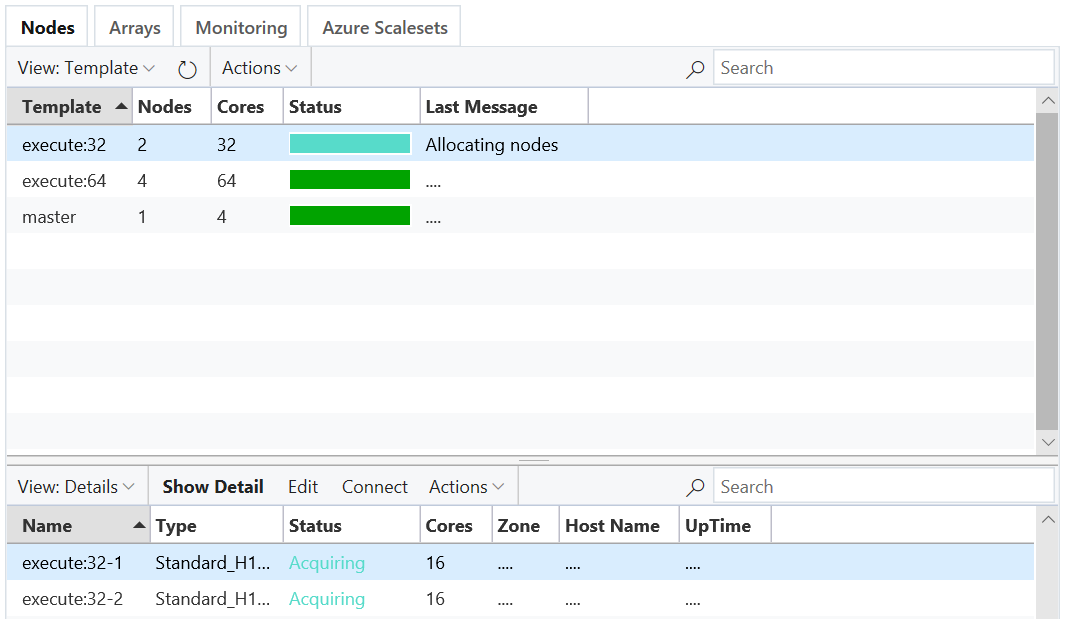 Nodes Arrays Monitoring Azure Scalesets
View: Template Actions Search
Template Nodes Cores Status Last Message
execute:32 2 32 Allocating nodes
execute:64 4 64 ....
master 1 4 ....
View: Details Show Detail Edit Connect Actions Search
Name Type Status Cores Zone Host Name UpTime
execute:32-1 Standard_H1... Acquiring 16 .... .... ....
execute:32-2 Standard_H1... Acquiring 16 .... .... ....